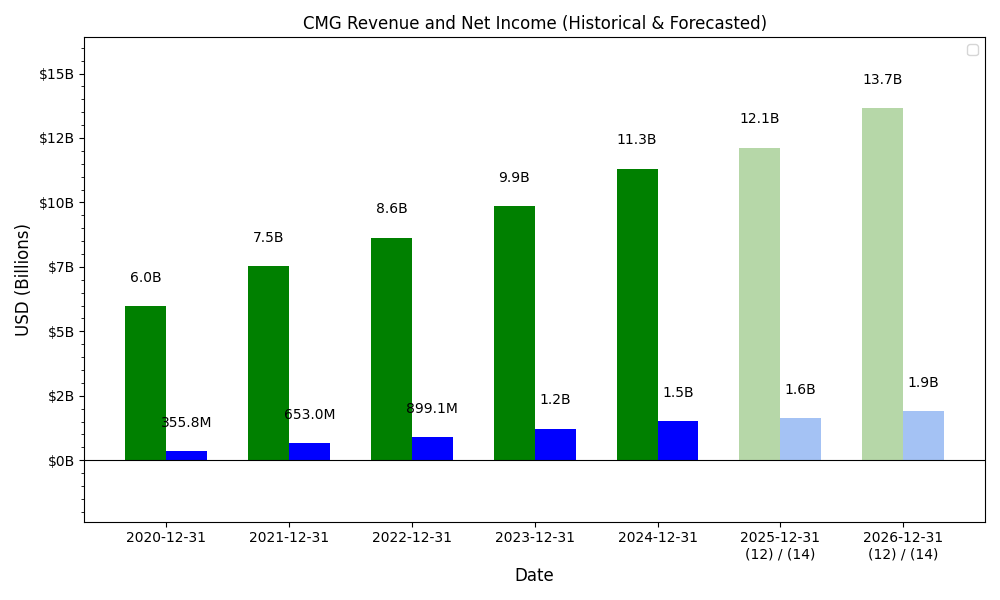 CMG Revenue and Net Income (Historical & Forecasted)
USD (Billions)
$15B
$12B
$10B
$7B
$5B
$2B
$0B
6.0B
355.8M
7.5B
653.0M
8.6B
899.1M
9.9B
1.2B
11.3B
1.5B
12.1B
1.6B
13.7B
1.9B
2020-12-31
2021-12-31
2022-12-31
2023-12-31
2024-12-31
2025-12-31
(12) / (14)
2026-12-31
(12) / (14)
Date